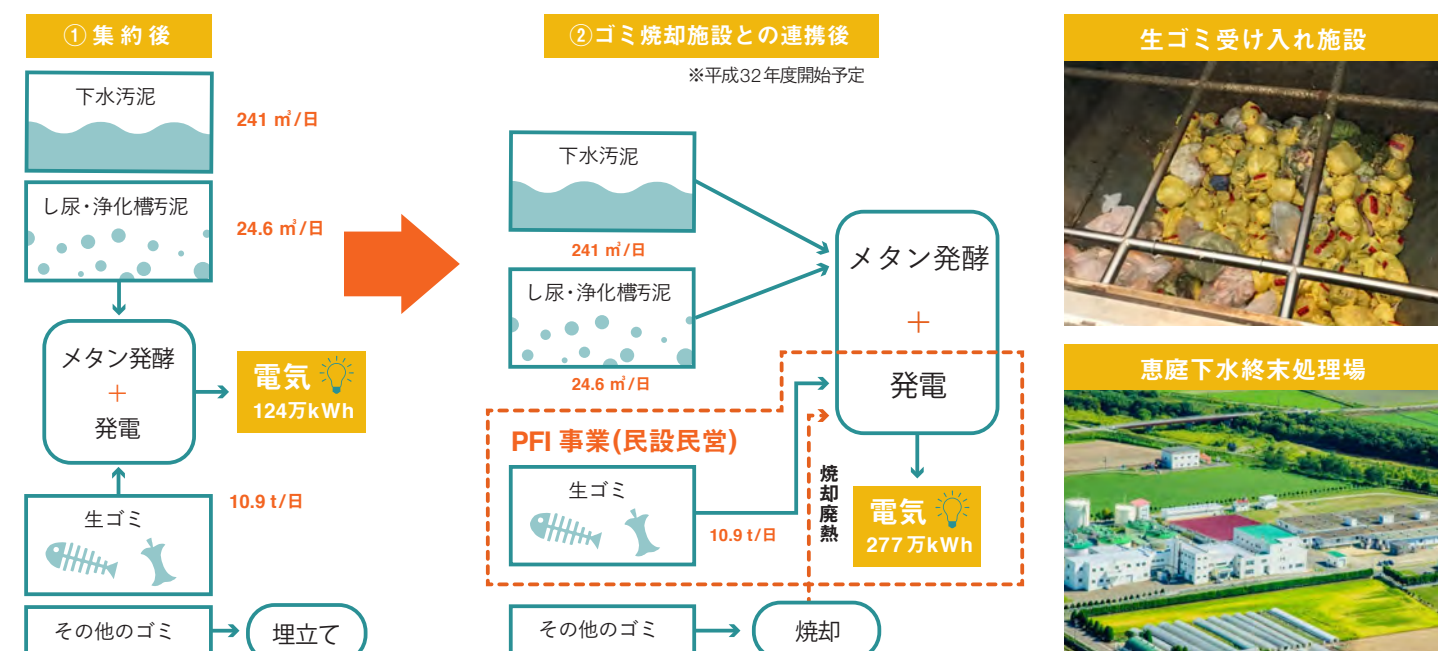 ①集約後
下水汚泥
241 ㎥/日
し尿・浄化槽汚泥
24.6 ㎥/日
メタン発酵
+
発電
電気
124万kWh
10.9 t/日
生ゴミ
その他のゴミ
埋立て
②ゴミ焼却施設との連携後
※平成32年度開始予定
下水汚泥
241 ㎥/日
し尿・浄化槽汚泥
24.6 ㎥/日
メタン発酵
+
発電
PFI 事業(民設民営)
生ゴミ
10.9 t/日
焼却廃熱
電気
277万kWh
その他のゴミ
焼却
生ゴミ受け入れ施設
恵庭下水終末処理場